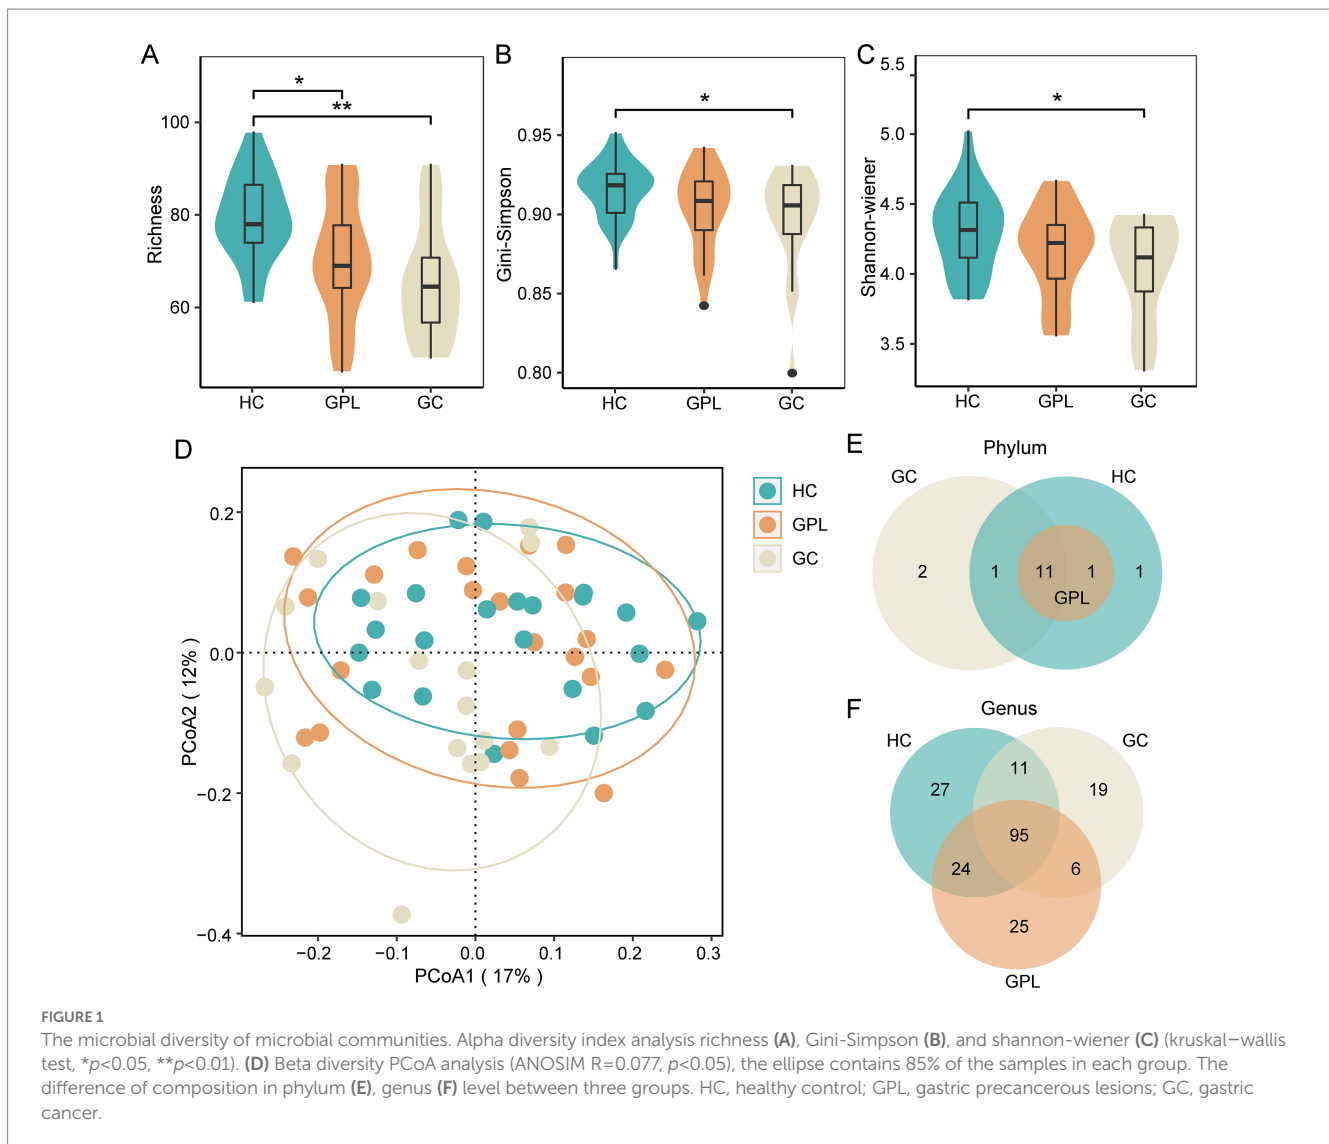 A
Richness
100
80
60
*
**
HC GPL GC
B
Gini-Simpson
0.95
0.90
0.85
0.80
*
HC GPL GC
C
Shannon-wiener
5.5
5.0
4.5
4.0
3.5
*
HC GPL GC
D
PCoA2 ( 12% )
0.2
0.0
−0.2
−0.4
−0.2 −0.1 0.0 0.1 0.2 0.3
PCoA1 ( 17% )
HC
GPL
GC
E
Phylum
GC HC
2 1 11 1 1
GPL
F
Genus
HC GC
27 11 19
95
24 6
25
GPL
FIGURE 1
The microbial diversity of microbial communities. Alpha diversity index analysis richness (A), Gini-Simpson (B), and shannon-wiener (C) (kruskal–wallis
test, *p<0.05, **p<0.01). (D) Beta diversity PCoA analysis (ANOSIM R=0.077, p<0.05), the ellipse contains 85% of the samples in each group. The
difference of composition in phylum (E), genus (F) level between three groups. HC, healthy control; GPL, gastric precancerous lesions; GC, gastric
cancer.